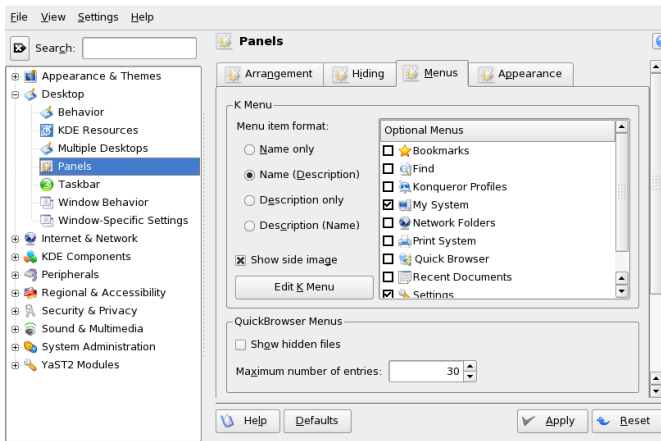 File View Settings Help
Search:
Appearance & Themes
Desktop
Behavior
KDE Resources
Multiple Desktops
Panels
Taskbar
Window Behavior
Window-Specific Settings
Internet & Network
KDE Components
Peripherals
Regional & Accessibility
Security & Privacy
Sound & Multimedia
System Administration
YaST2 Modules
Panels
Arrangement Hiding Menus Appearance
K Menu
Menu item format:
Name only
Name (Description)
Description only
Description (Name)
Show side image
Edit K Menu
Optional Menus
Bookmarks
Find
Konqueror Profiles
My System
Network Folders
Print System
Quick Browser
Recent Documents
Settings
QuickBrowser Menus
Show hidden files
Maximum number of entries: 30
Help Defaults Apply Reset